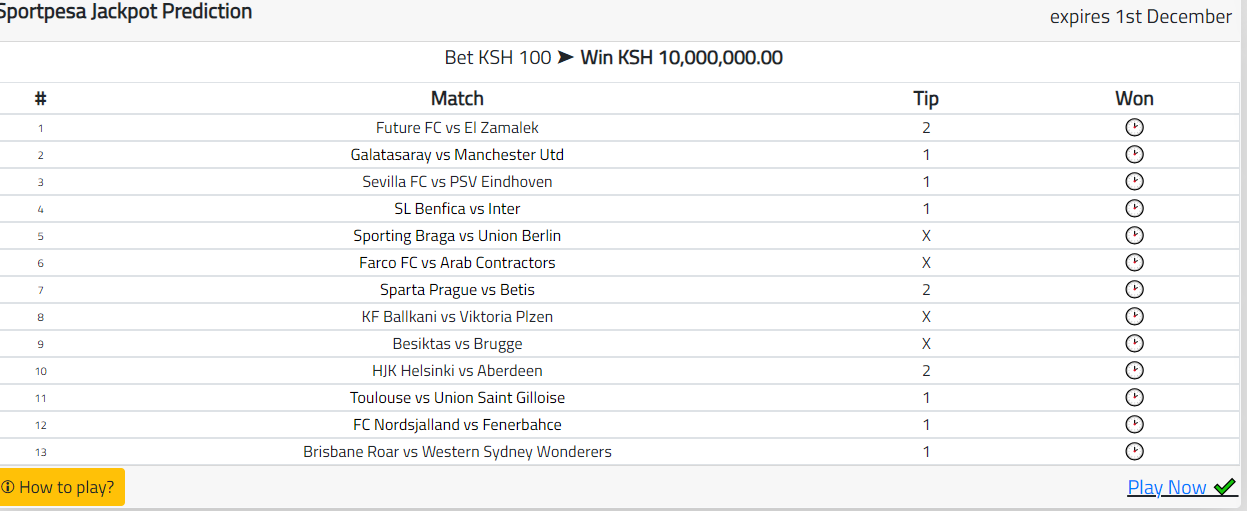 Sportpesa Jackpot Prediction
expires 1st December
Bet KSH 100 ➤ Win KSH 10,000,000.00
# Match Tip Won
1 Future FC vs El Zamalek 2
2 Galatasaray vs Manchester Utd 1
3 Sevilla FC vs PSV Eindhoven 1
4 SL Benfica vs Inter 1
5 Sporting Braga vs Union Berlin X
6 Farco FC vs Arab Contractors X
7 Sparta Prague vs Betis 2
8 KF Ballkani vs Viktoria Plzen X
9 Besiktas vs Brugge X
10 HJK Helsinki vs Aberdeen 2
11 Toulouse vs Union Saint Gilloise 1
12 FC Nordsjalland vs Fenerbahce 1
13 Brisbane Roar vs Western Sydney Wonderers 1
How to play?
Play Now